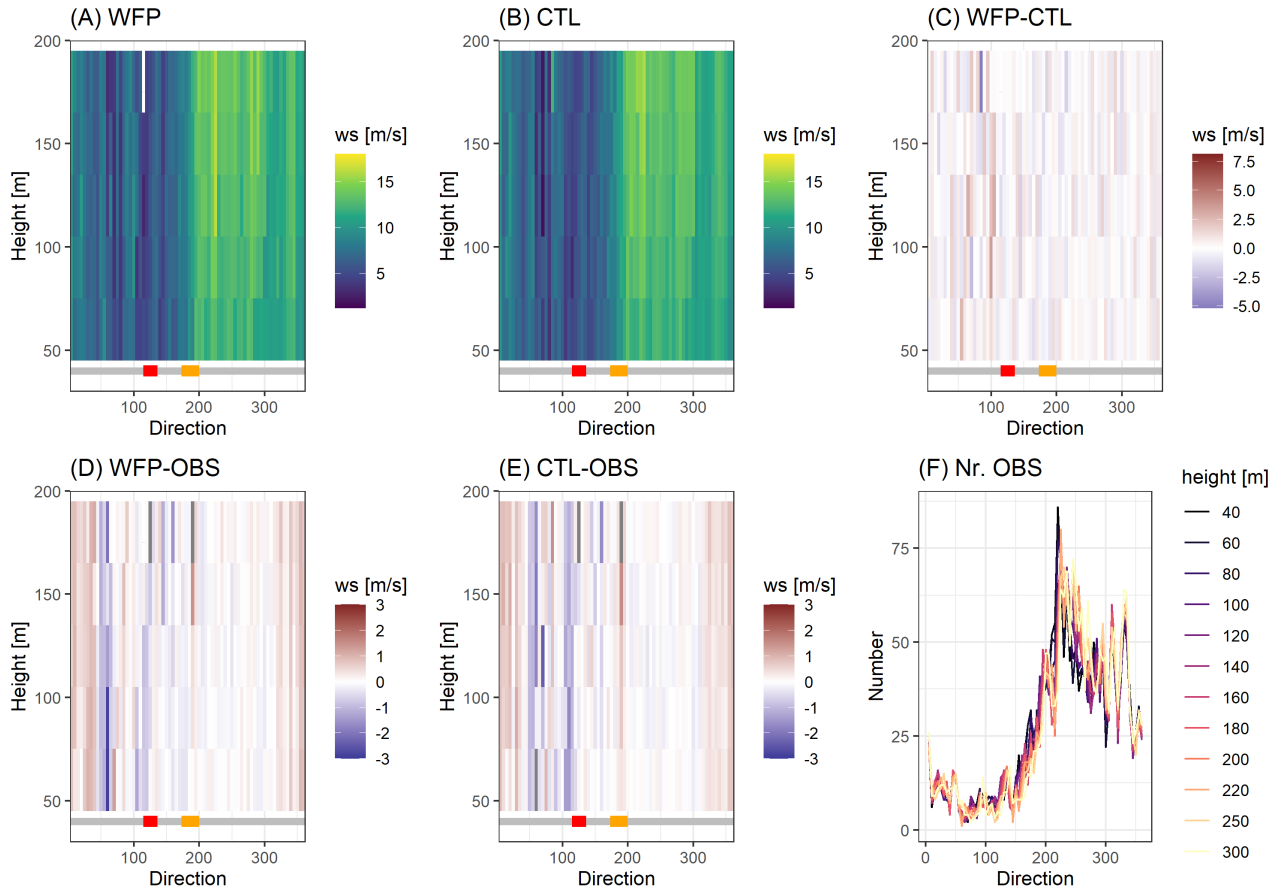 (A) WFP
200
150
100
50
Height [m]
100 200 300
Direction
ws [m/s]
15
10
5
(B) CTL
200
150
100
50
Height [m]
100 200 300
Direction
ws [m/s]
15
10
5
(C) WFP-CTL
200
150
100
50
Height [m]
100 200 300
Direction
ws [m/s]
7.5
5.0
2.5
0.0
-2.5
-5.0
(D) WFP-OBS
200
150
100
50
Height [m]
100 200 300
Direction
ws [m/s]
3
2
1
0
-1
-2
-3
(E) CTL-OBS
200
150
100
50
Height [m]
100 200 300
Direction
ws [m/s]
3
2
1
0
-1
-2
-3
(F) Nr. OBS
75
50
25
0
Number
0 100 200 300
Direction
height [m]
40
60
80
100
120
140
160
180
200
220
250
300